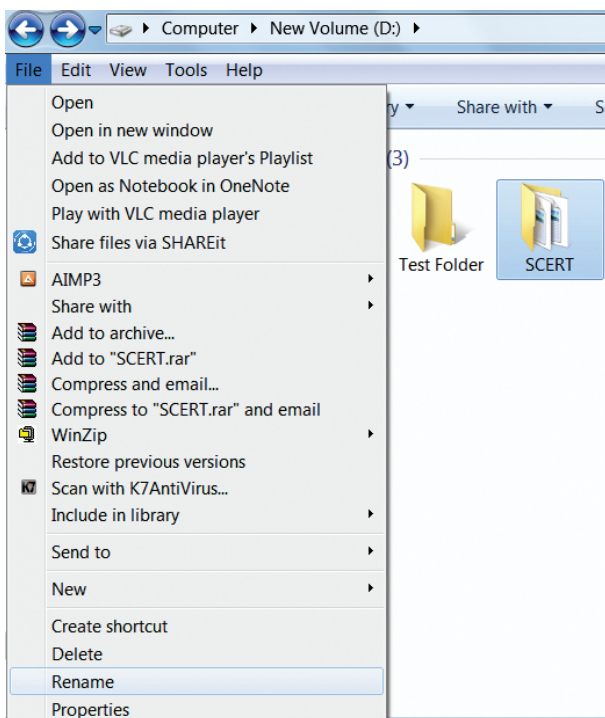 Computer New Volume (D:)
File Edit View Tools Help
Open
Open in new window
Add to VLC media player's Playlist
Open as Notebook in OneNote
Play with VLC media player
Share files via SHAREit
AIMP3
Share with
Add to archive...
Add to "SCERT.rar"
Compress and email...
Compress to "SCERT.rar" and email
WinZip
Restore previous versions
K7 Scan with K7AntiVirus...
Include in library
Send to
New
Create shortcut
Delete
Rename
Properties
ry Share with S
(3)
Test Folder SCERT